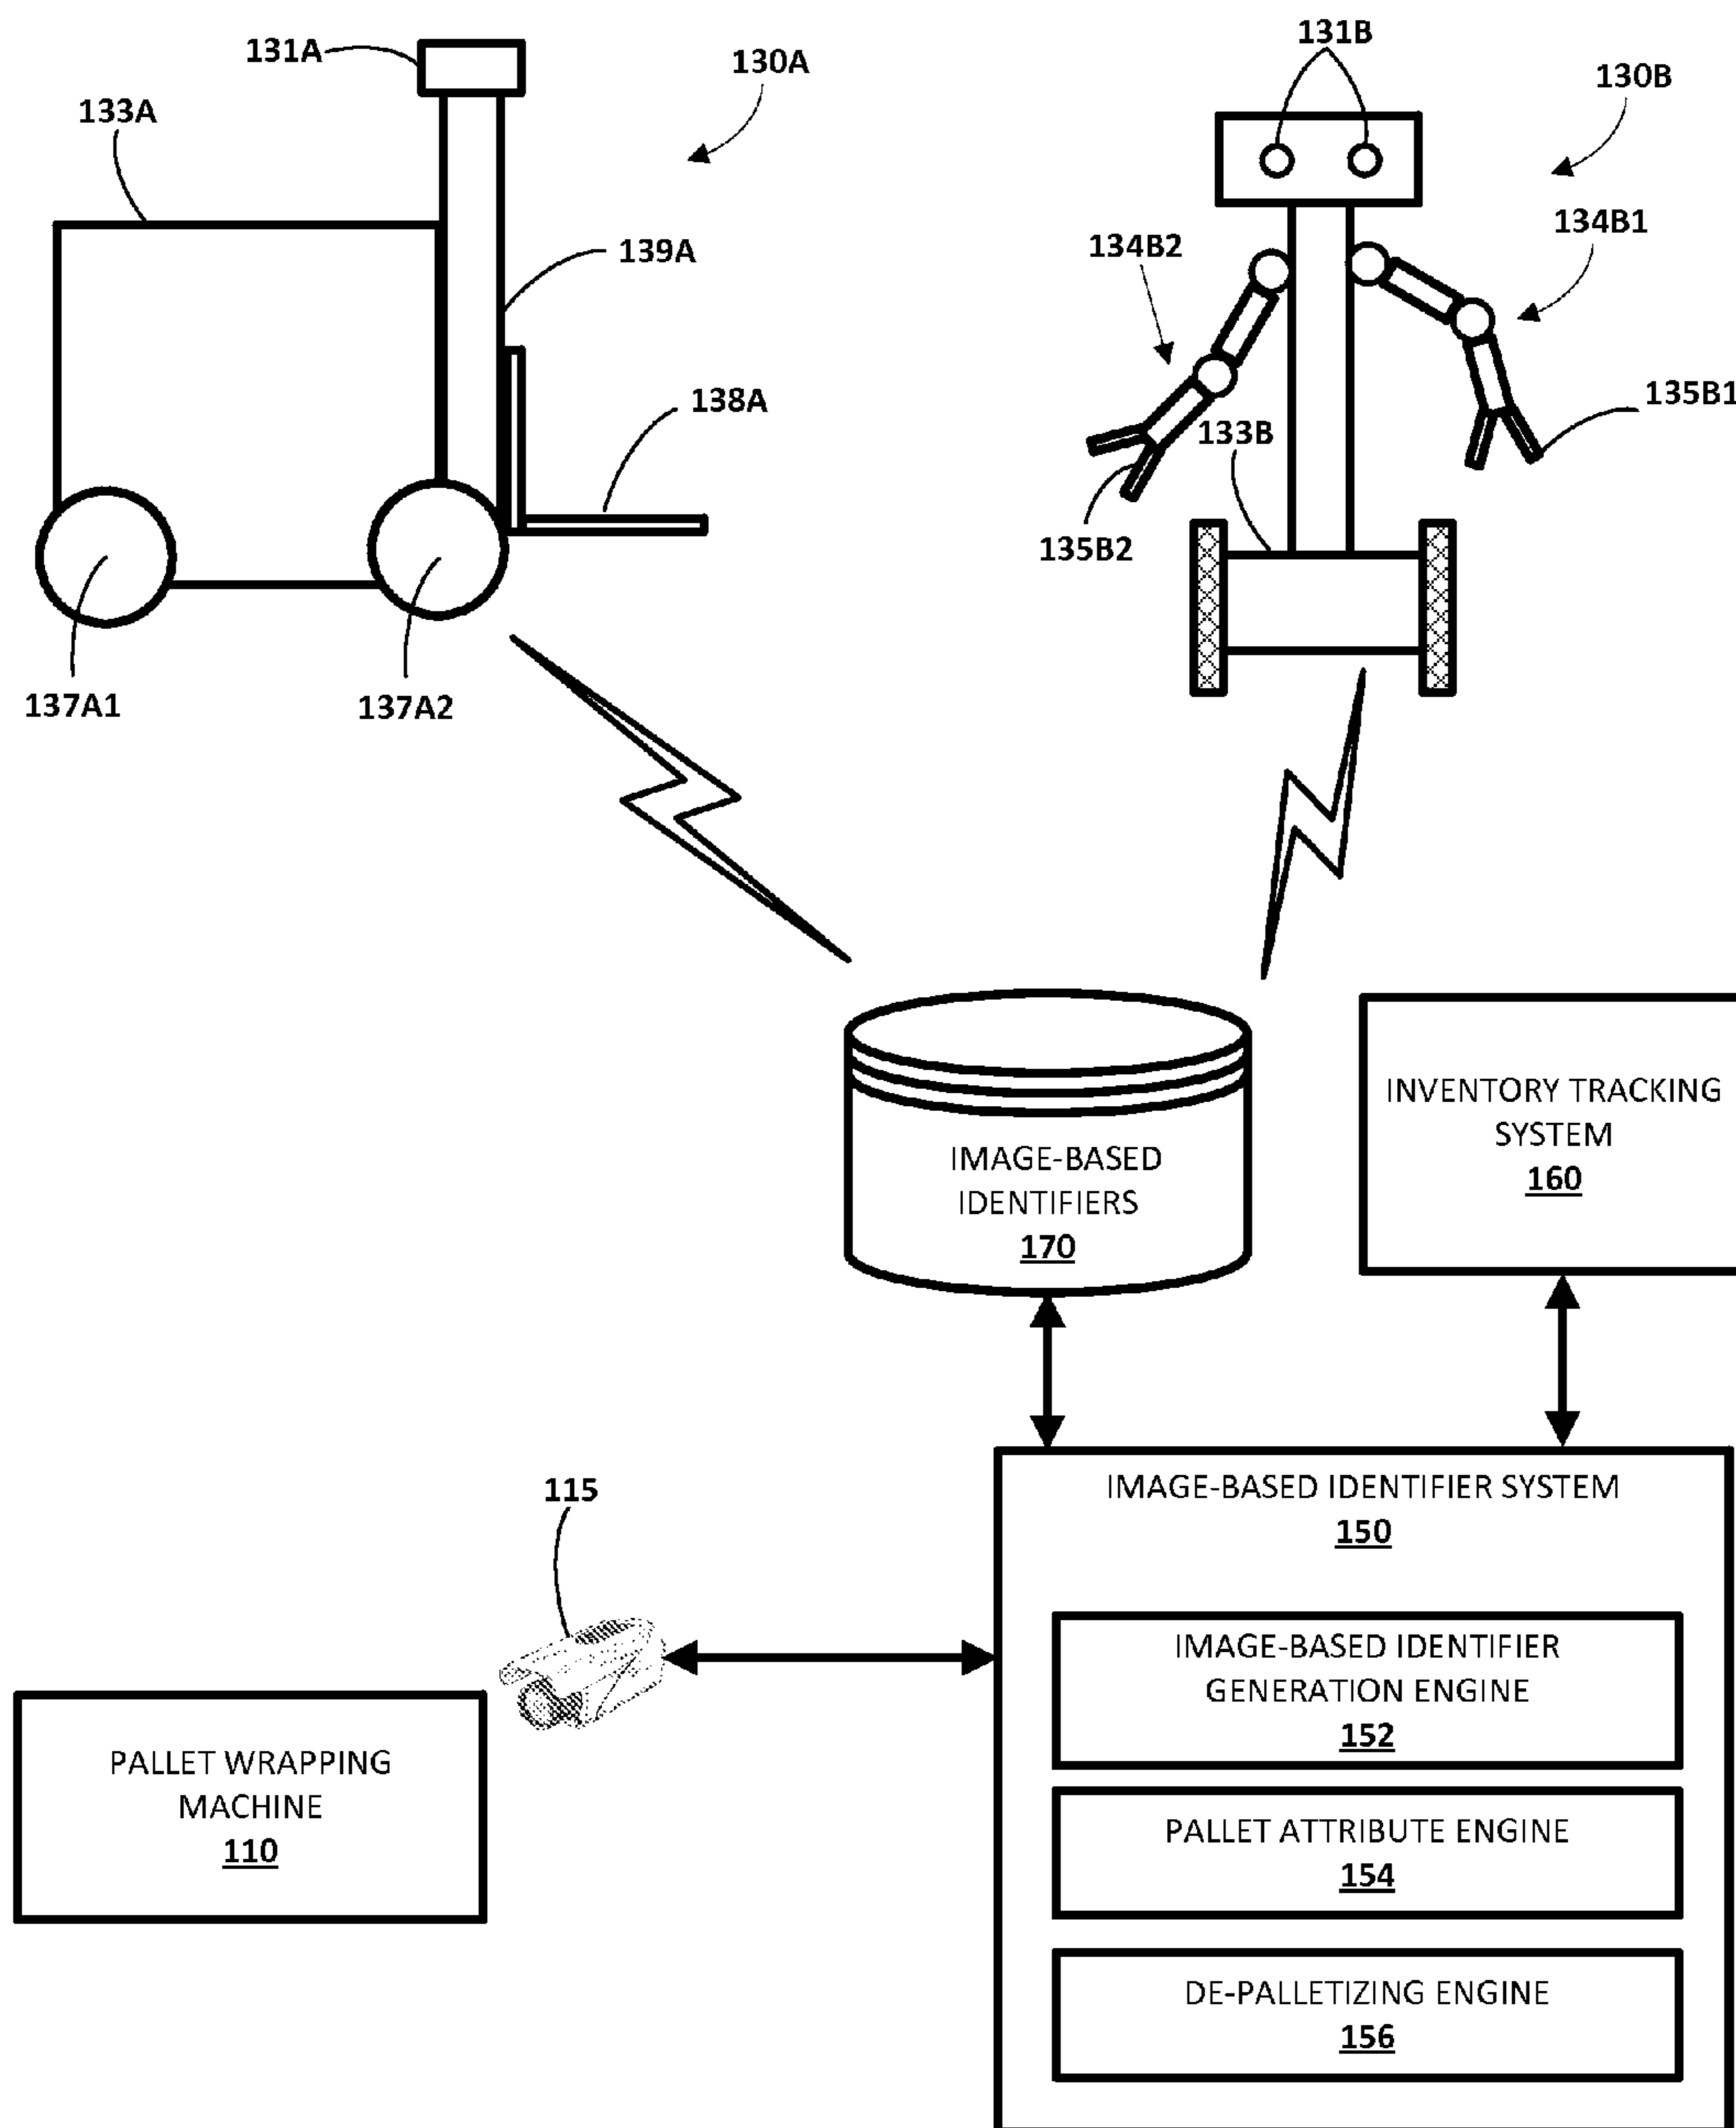 131A
130A
131B
130B
133A
134B1
134B2
139A
138A
135B1
133B
135B2
137A1
137A2
IMAGE-BASED
IDENTIFIERS
170
INVENTORY TRACKING
SYSTEM
160
115
IMAGE-BASED IDENTIFIER SYSTEM
150
IMAGE-BASED IDENTIFIER
GENERATION ENGINE
152
PALLET WRAPPING
MACHINE
110
PALLET ATTRIBUTE ENGINE
154
DE-PALLETIZING ENGINE
156